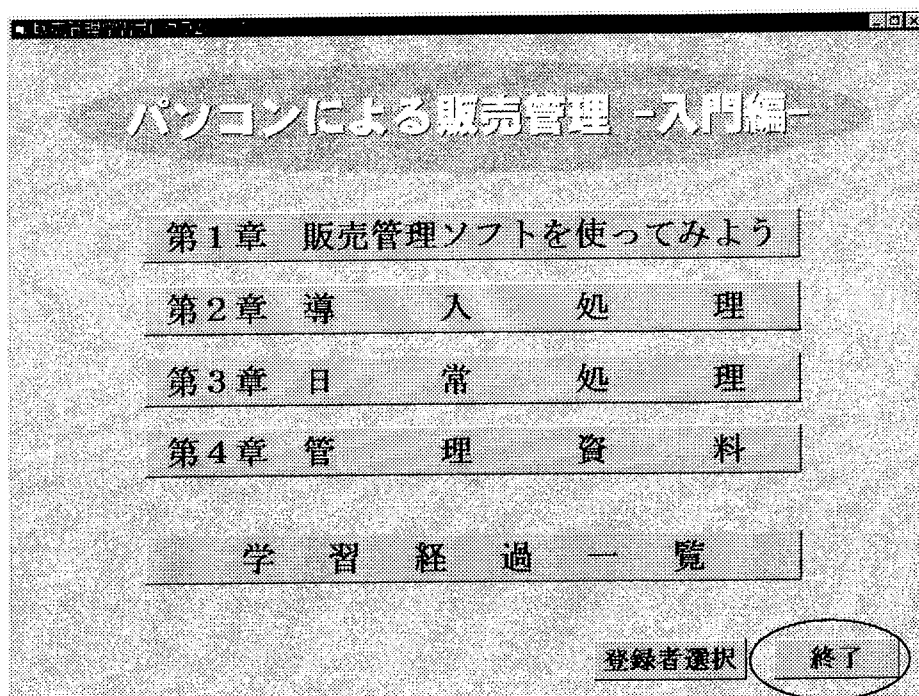 パソコンによる販売管理 -入門編-
第1章 販売管理ソフトを使ってみよう
第2章 導入処理
第3章 日常処理
第4章 管理資料
学習経過一覧
登録者選択 終了